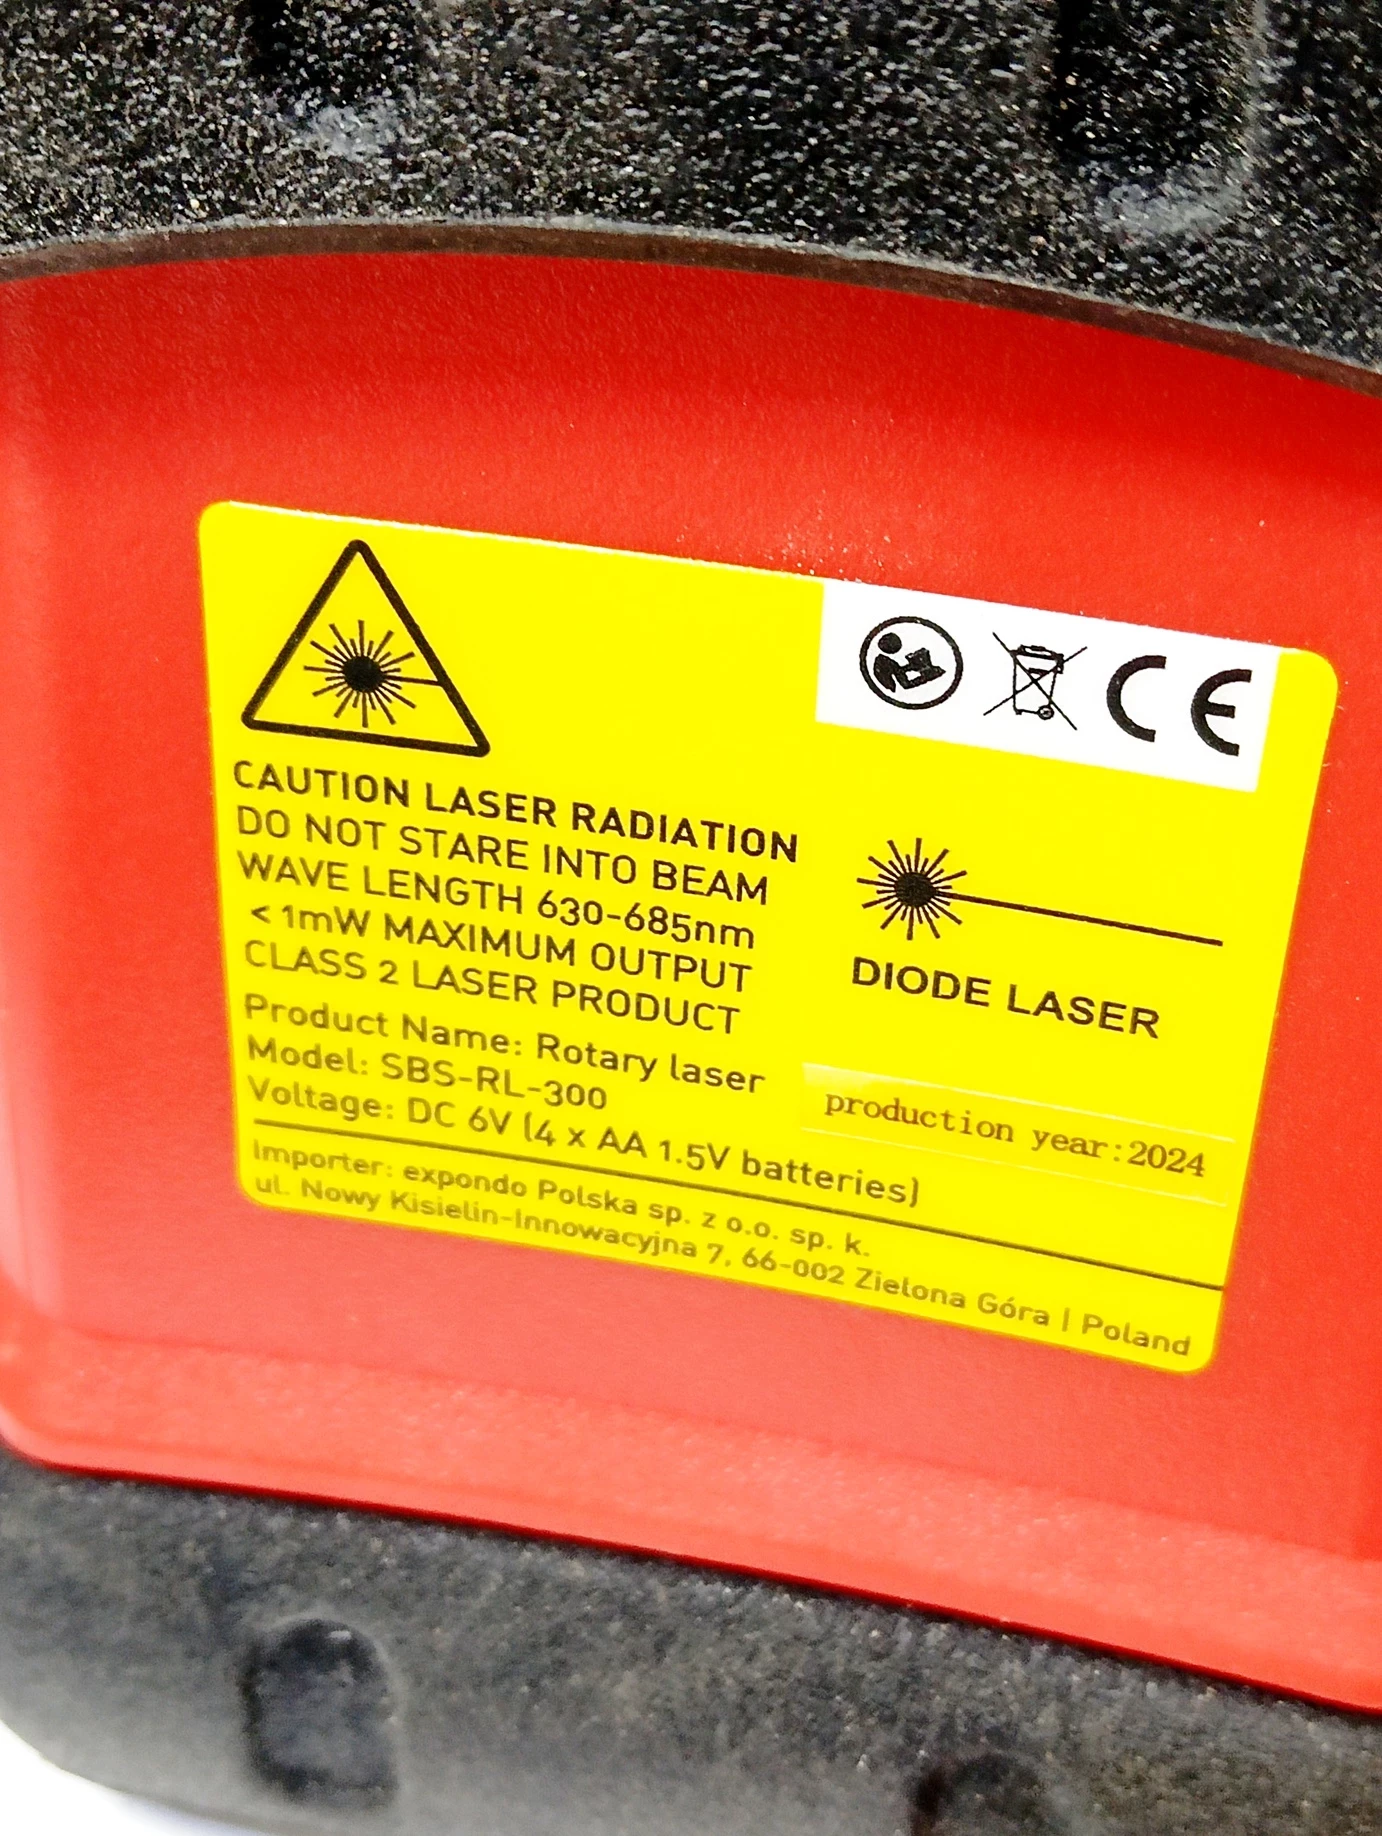 CE
CAUTION LASER RADIATION
DO NOT STARE INTO BEAM
WAVE LENGTH 630-685nm
< 1mW MAXIMUM OUTPUT
CLASS 2 LASER PRODUCT
DIODE LASER
Product Name: Rotary laser
Model: SBS-RL-300
Voltage: DC 6V (4 x AA 1.5V batteries)
production year:2024
Importer: expondo Polska sp. z o.o. sp. k.
ul. Nowy Kisielin-Innowacyjna 7, 66-002 Zielona Góra | Poland